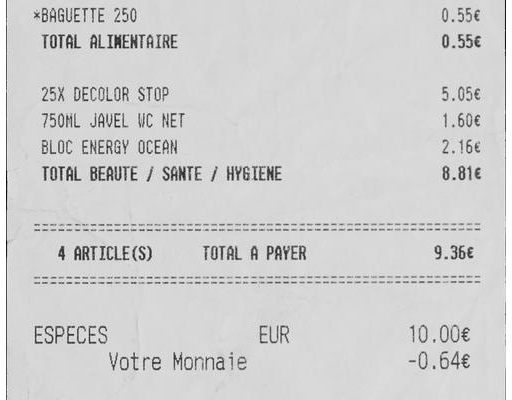 *BAGUETTE 250 0.55€
TOTAL ALIMENTAIRE 0.55€
25X DECOLOR STOP 5.05€
750ML JAVEL WC NET 1.60€
BLOC ENERGY OCEAN 2.16€
TOTAL BEAUTE / SANTE / HYGIENE 8.81€
==========================================
4 ARTICLE(S) TOTAL A PAYER 9.36€
==========================================
ESPECES EUR 10.00€
Votre Monnaie -0.64€